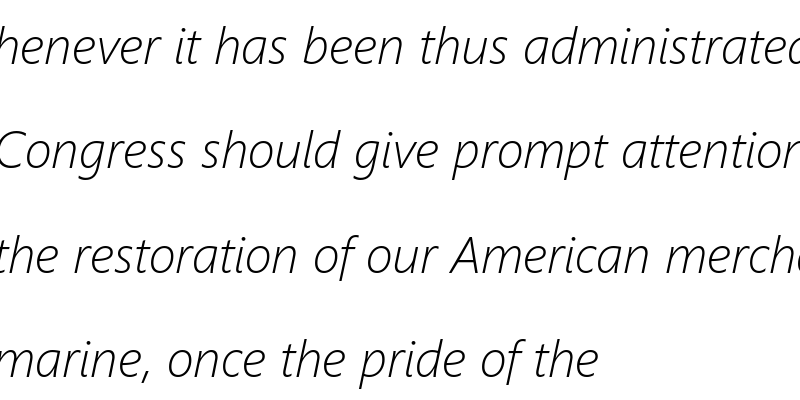 henever it has been thus administrated
Congress should give prompt attention
the restoration of our American mercha
marine, once the pride of the